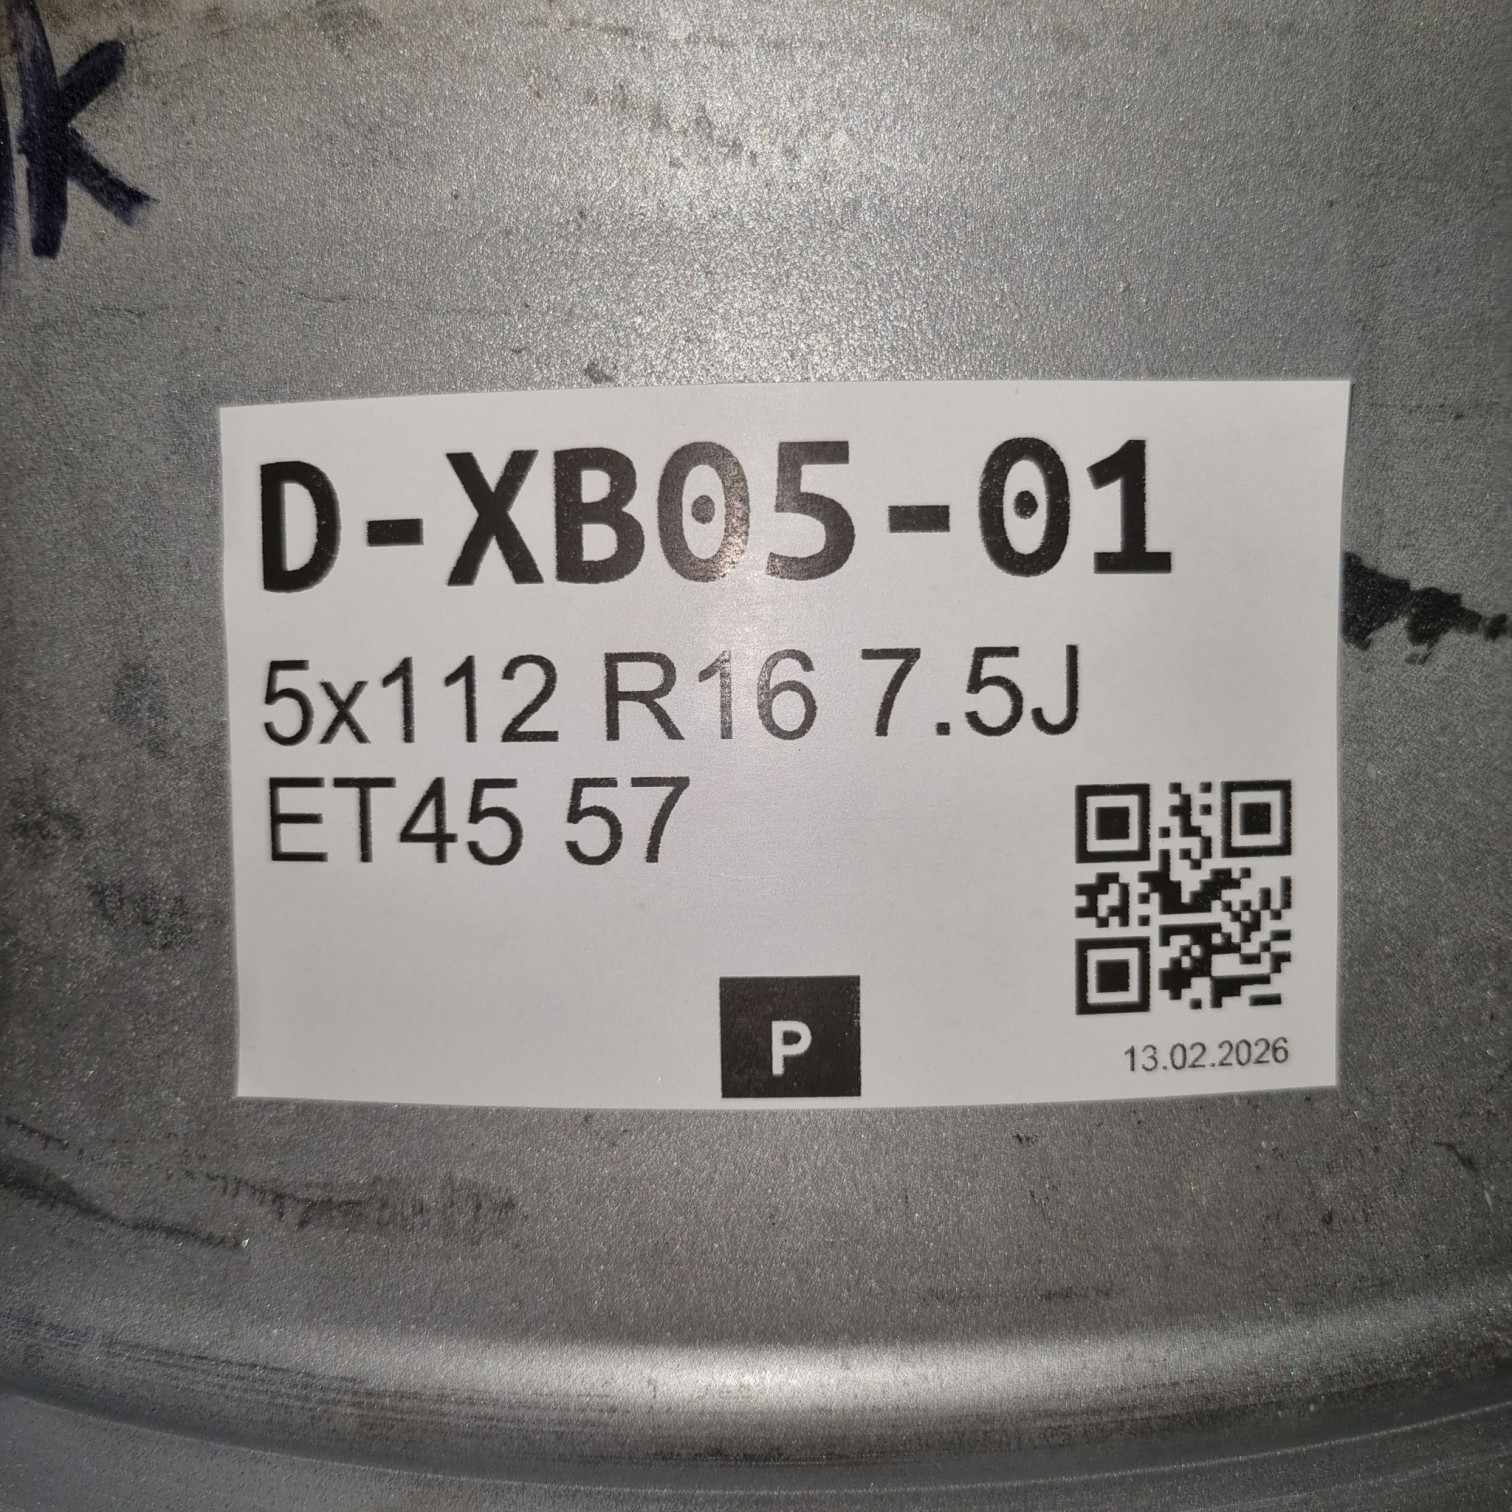 K
D-XB05-01
5x112 R16 7.5J
ET45 57
P
13.02.2026